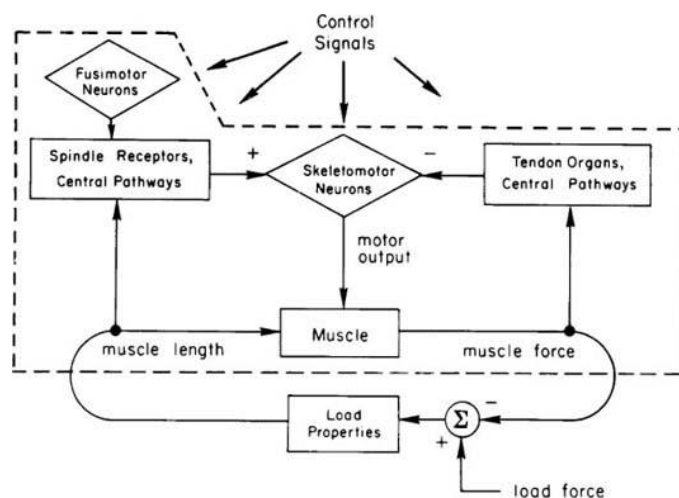 Control
Signals
Fusimotor
Neurons
Spindle Receptors,
Central Pathways
+
Skeletomotor
Neurons
−
Tendon Organs,
Central Pathways
motor
output
muscle length
Muscle
muscle force
Load
Properties
Σ
−
+
load force